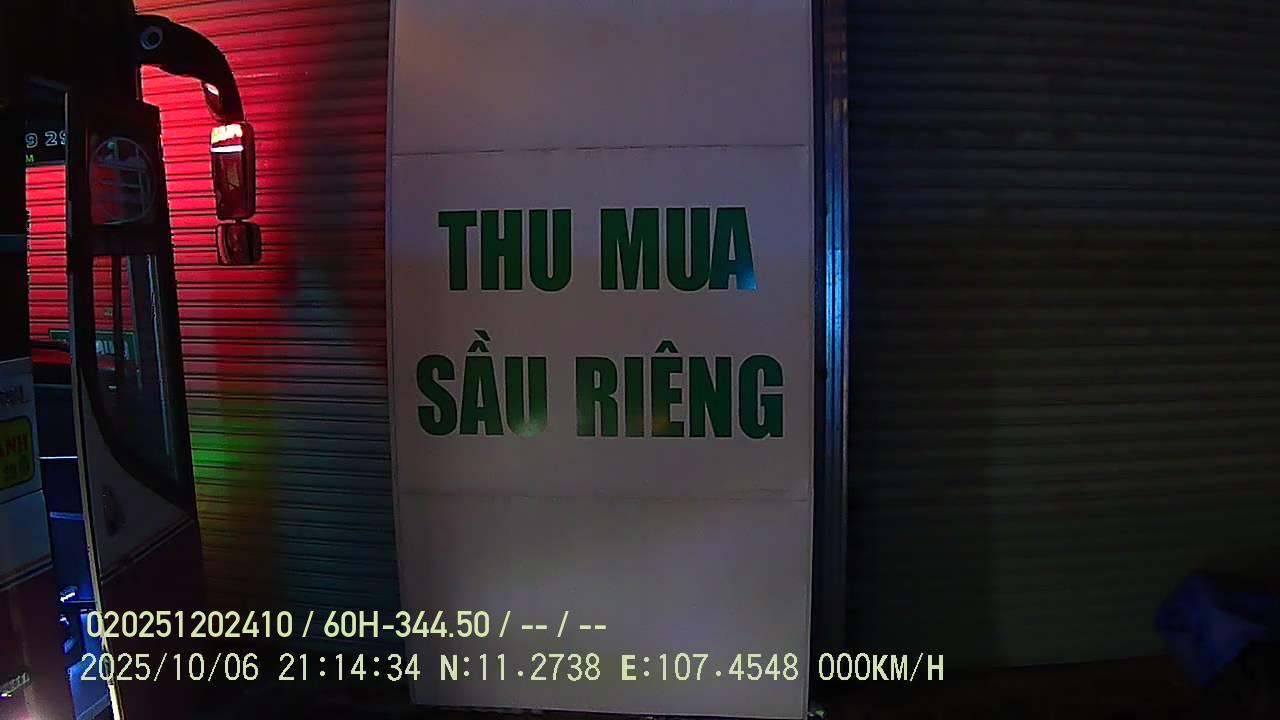 THU MUA
SẦU RIÊNG
020251202410 / 60H-344.50 / -- / --
2025/10/06 21:14:34 N:11.2738 E:107.4548 000KM/H